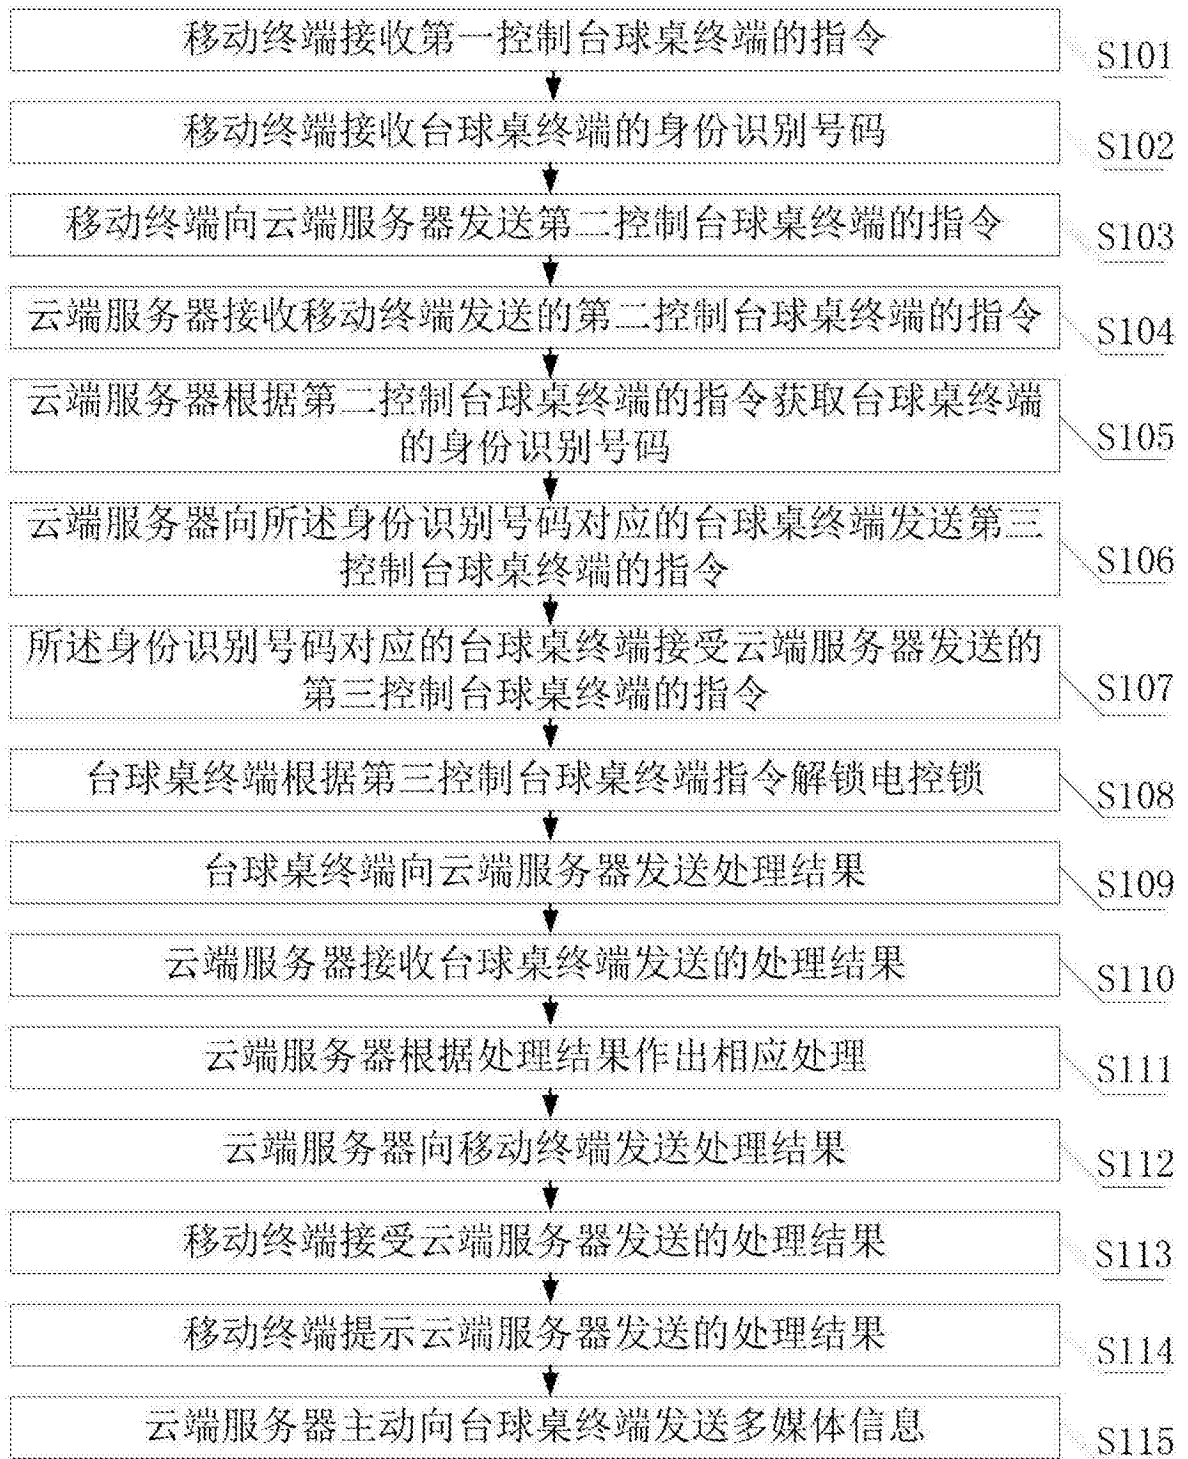 移动终端接收第一控制台球桌终端的指令
S101
移动终端接收台球桌终端的身份识别号码
S102
移动终端向云端服务器发送第二控制台球桌终端的指令
S103
云端服务器接收移动终端发送的第二控制台球桌终端的指令
S104
云端服务器根据第二控制台球桌终端的指令获取台球桌终端
的身份识别号码
S105
云端服务器向所述身份识别号码对应的台球桌终端发送第三
控制台球桌终端的指令
S106
所述身份识别号码对应的台球桌终端接受云端服务器发送的
第三控制台球桌终端的指令
S107
台球桌终端根据第三控制台球桌终端指令解锁电控锁
S108
台球桌终端向云端服务器发送处理结果
S109
云端服务器接收台球桌终端发送的处理结果
S110
云端服务器根据处理结果作出相应处理
S111
云端服务器向移动终端发送处理结果
S112
移动终端接受云端服务器发送的处理结果
S113
移动终端提示云端服务器发送的处理结果
S114
云端服务器主动向台球桌终端发送多媒体信息
S115